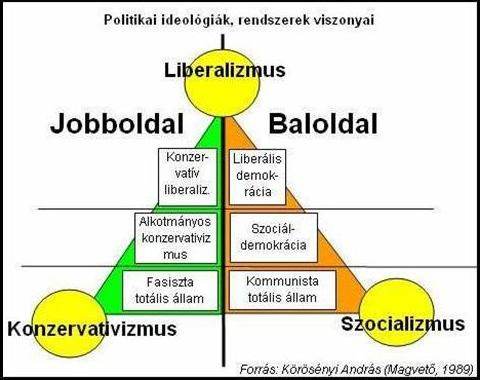 Politikai ideológiák, rendszerek viszonyai
Liberalizmus
Jobboldal
Baloldal
Konzer-
vatív
liberaliz.
Liberális
demok-
rácia
Alkotmányos
konzervativiz
mus
Szociál-
demokrácia
Fasiszta
totális állam
Kommunista
totális állam
Konzervativizmus
Szocializmus
Forrás: Körösényi András (Magvető, 1989)